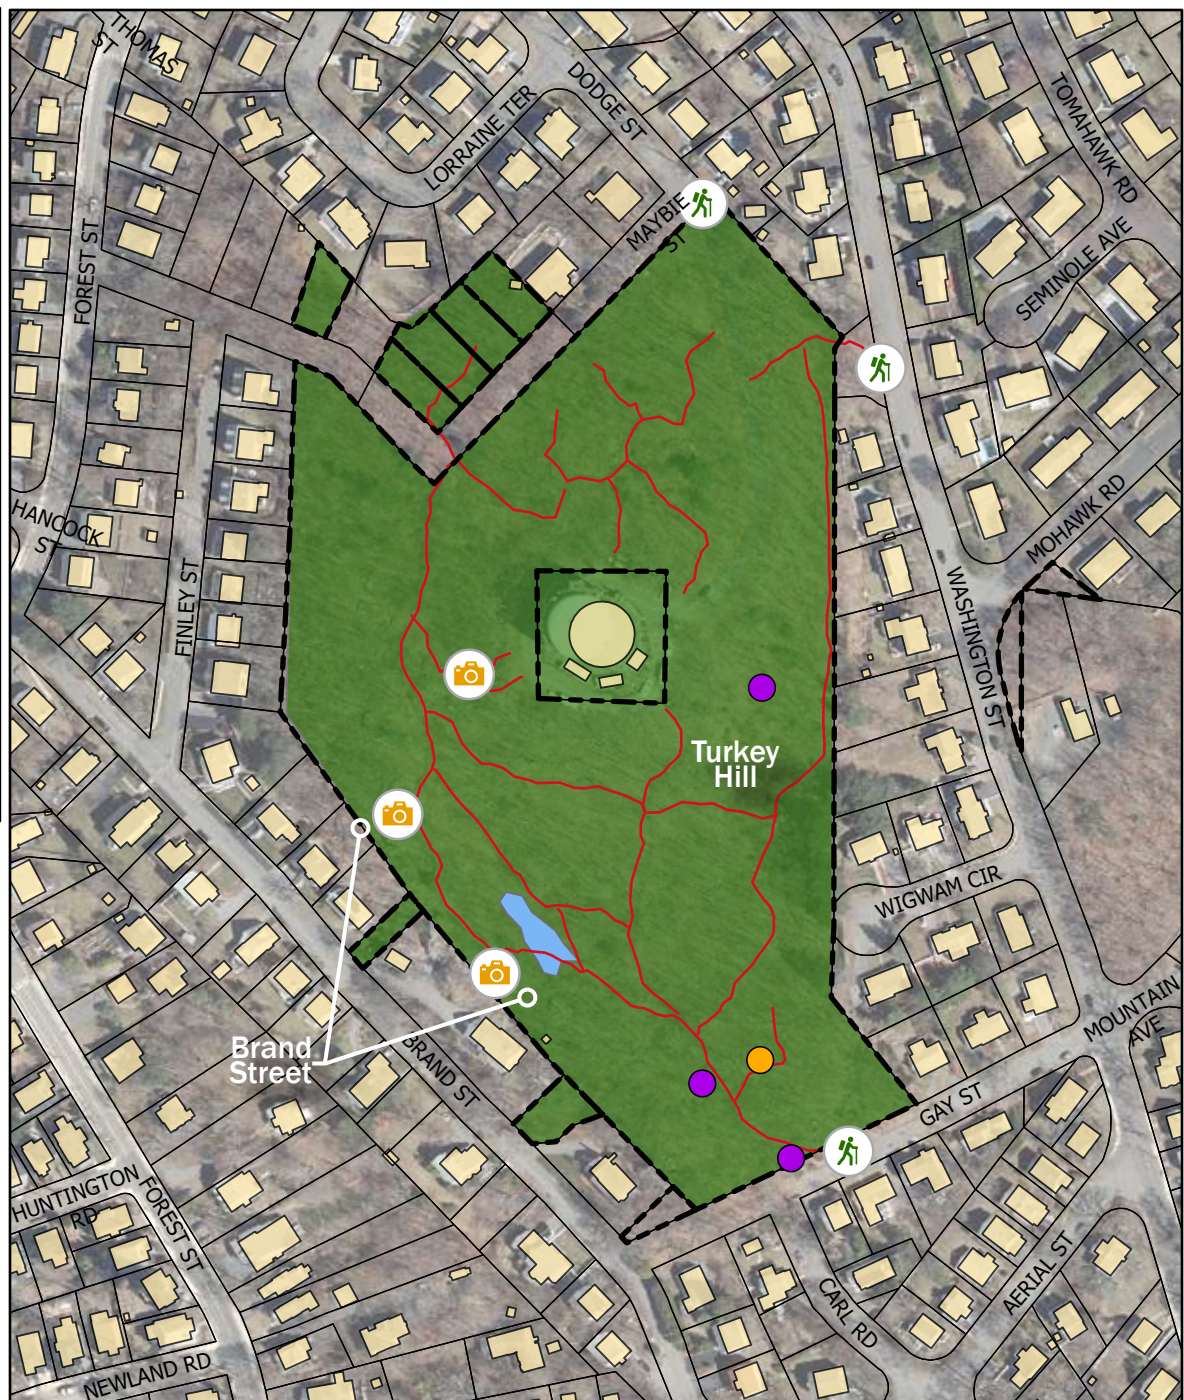 THOMAS
ST
DODGE ST
LORRAINE TER
TOMAHAWK RD
MAYBIE
ST
SEMINOLE AVE
FOREST ST
HANCOCK
ST
MOHAWK RD
FINLEY ST
WASHINGTON ST
Turkey
Hill
WIGWAM CIR
MOUNTAIN
AVE
Brand
Street
BRAND ST
GAY ST
HUNTINGTON
RD
FOREST ST
AERIAL ST
CARL RD
NEWLAND RD